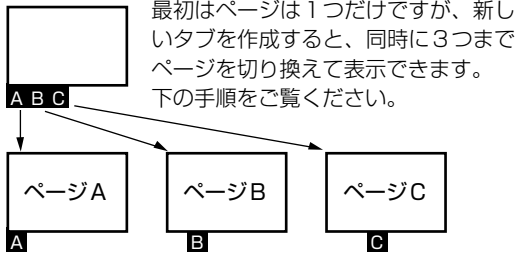 最初はページは1つだけですが、新し
いタブを作成すると、同時に3つまで
ページを切り換えて表示できます。
下の手順をご覧ください。
A B C
ページA
ページB
ページC
A
B
C